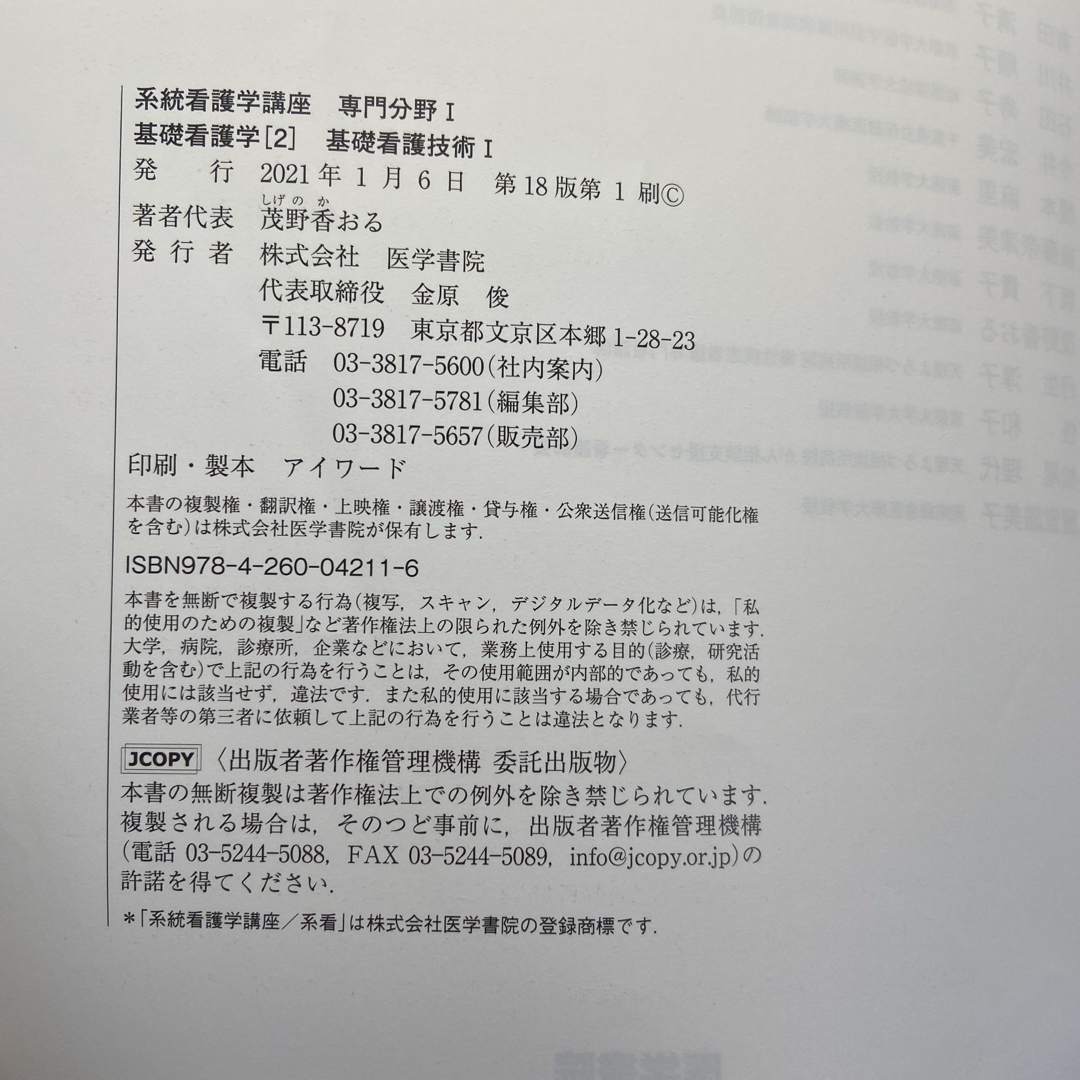 系統看護学講座　専門分野 I
基礎看護学[2]　基礎看護技術 I
発　　行　2021 年 1 月 6 日　第 18 版第 1 刷©
しげ の か
著者代表　茂野香おる
発 行 者　株式会社　医学書院
代表取締役　金原　俊
〒113-8719　東京都文京区本郷 1-28-23
電話　03-3817-5600(社内案内)
03-3817-5781(編集部)
03-3817-5657(販売部)
印刷・製本　アイワード
本書の複製権・翻訳権・上映権・譲渡権・貸与権・公衆送信権(送信可能化権
を含む)は株式会社医学書院が保有します.
ISBN978-4-260-04211-6
本書を無断で複製する行為(複写, スキャン, デジタルデータ化など)は,「私
的使用のための複製」など著作権法上の限られた例外を除き禁じられています.
大学, 病院, 診療所, 企業などにおいて, 業務上使用する目的(診療, 研究活
動を含む)で上記の行為を行うことは, その使用範囲が内部的であっても, 私的
使用には該当せず, 違法です. また私的使用に該当する場合であっても, 代行
業者等の第三者に依頼して上記の行為を行うことは違法となります.
JCOPY〈出版者著作権管理機構 委託出版物〉
本書の無断複製は著作権法上での例外を除き禁じられています.
複製される場合は, そのつど事前に, 出版者著作権管理機構
(電話 03-5244-5088, FAX 03-5244-5089, info@jcopy.or.jp)の
許諾を得てください.
＊「系統看護学講座／系看」は株式会社医学書院の登録商標です.